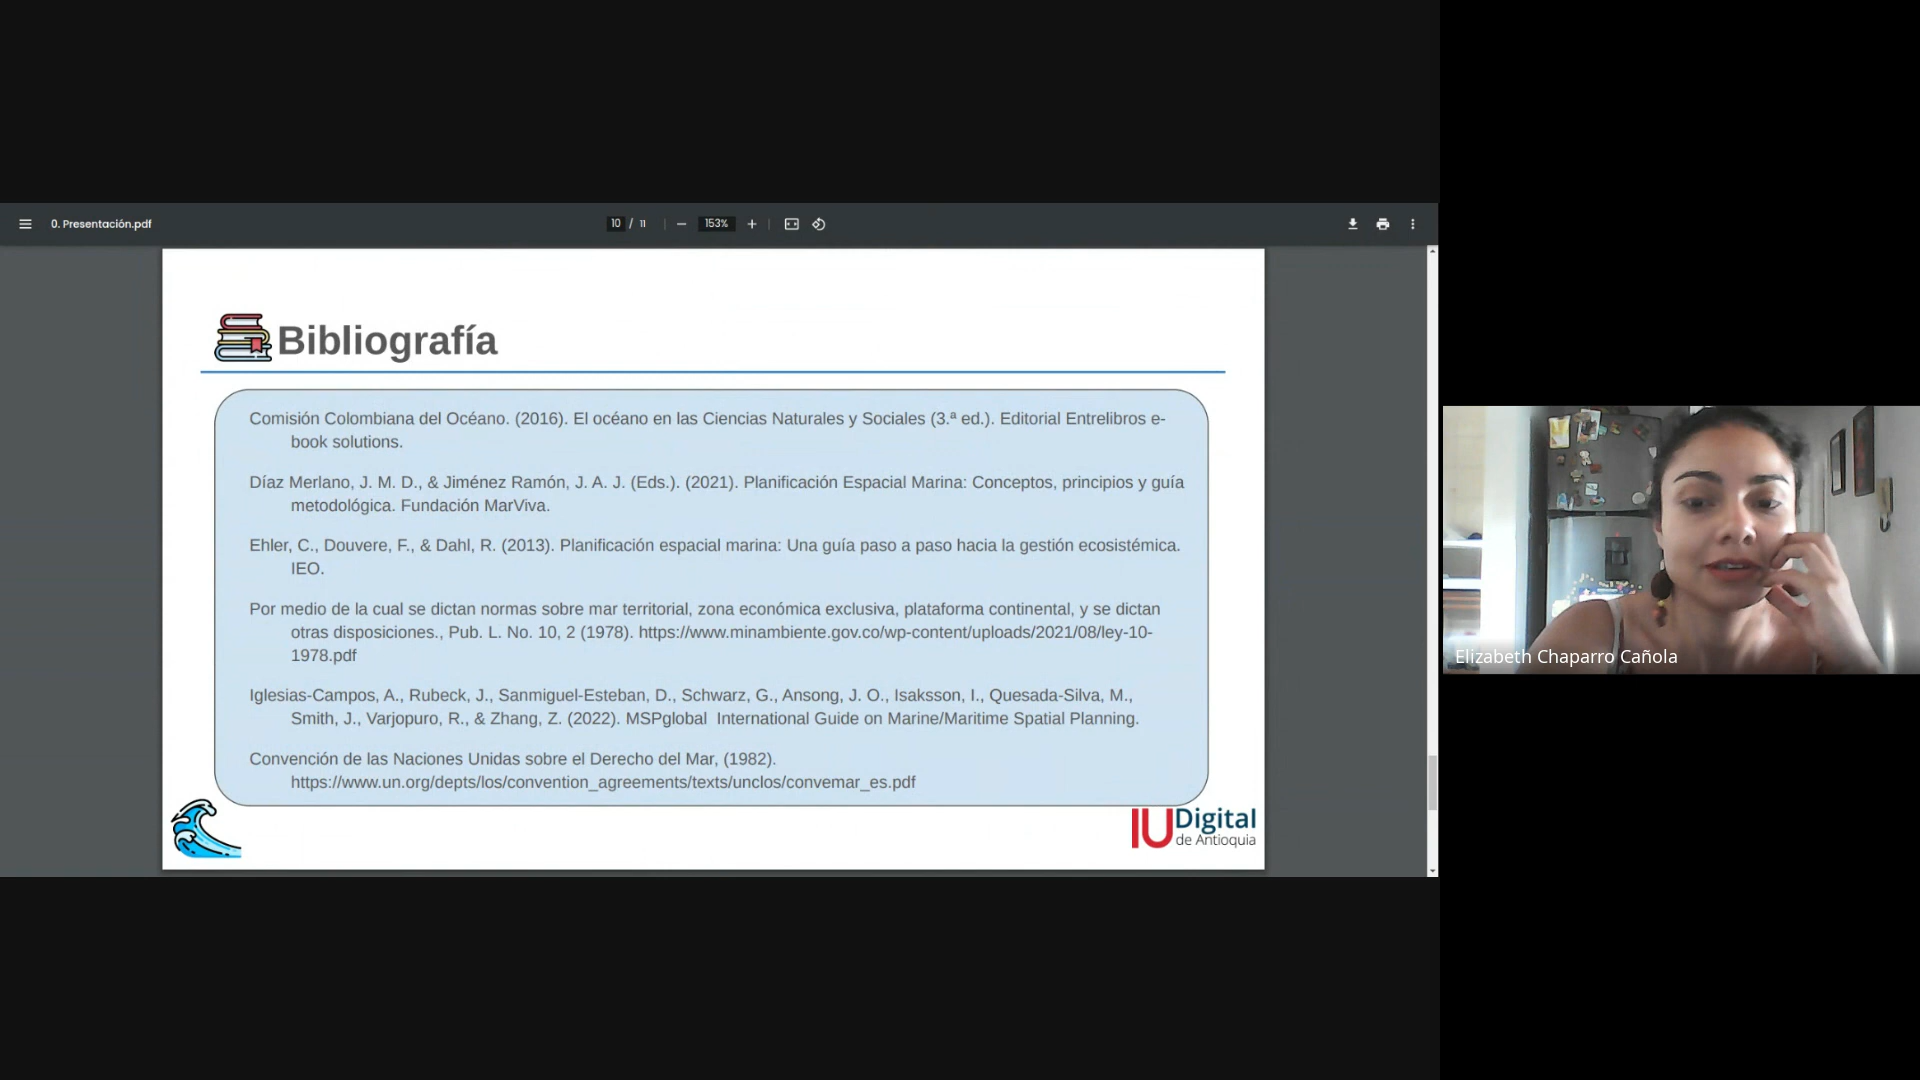 0. Presentación.pdf
10 / 11
153%
Bibliografía
Comisión Colombiana del Océano. (2016). El océano en las Ciencias Naturales y Sociales (3.ª ed.). Editorial Entrelibros e-
book solutions.
Díaz Merlano, J. M. D., & Jiménez Ramón, J. A. J. (Eds.). (2021). Planificación Espacial Marina: Conceptos, principios y guía
metodológica. Fundación MarViva.
Ehler, C., Douvere, F., & Dahl, R. (2013). Planificación espacial marina: Una guía paso a paso hacia la gestión ecosistémica.
IEO.
Por medio de la cual se dictan normas sobre mar territorial, zona económica exclusiva, plataforma continental, y se dictan
otras disposiciones., Pub. L. No. 10, 2 (1978). https://www.minambiente.gov.co/wp-content/uploads/2021/08/ley-10-
1978.pdf
Iglesias-Campos, A., Rubeck, J., Sanmiguel-Esteban, D., Schwarz, G., Ansong, J. O., Isaksson, I., Quesada-Silva, M.,
Smith, J., Varjopuro, R., & Zhang, Z. (2022). MSPglobal International Guide on Marine/Maritime Spatial Planning.
Convención de las Naciones Unidas sobre el Derecho del Mar, (1982).
https://www.un.org/depts/los/convention_agreements/texts/unclos/convemar_es.pdf
IU Digital
de Antioquia
Elizabeth Chaparro Cañola